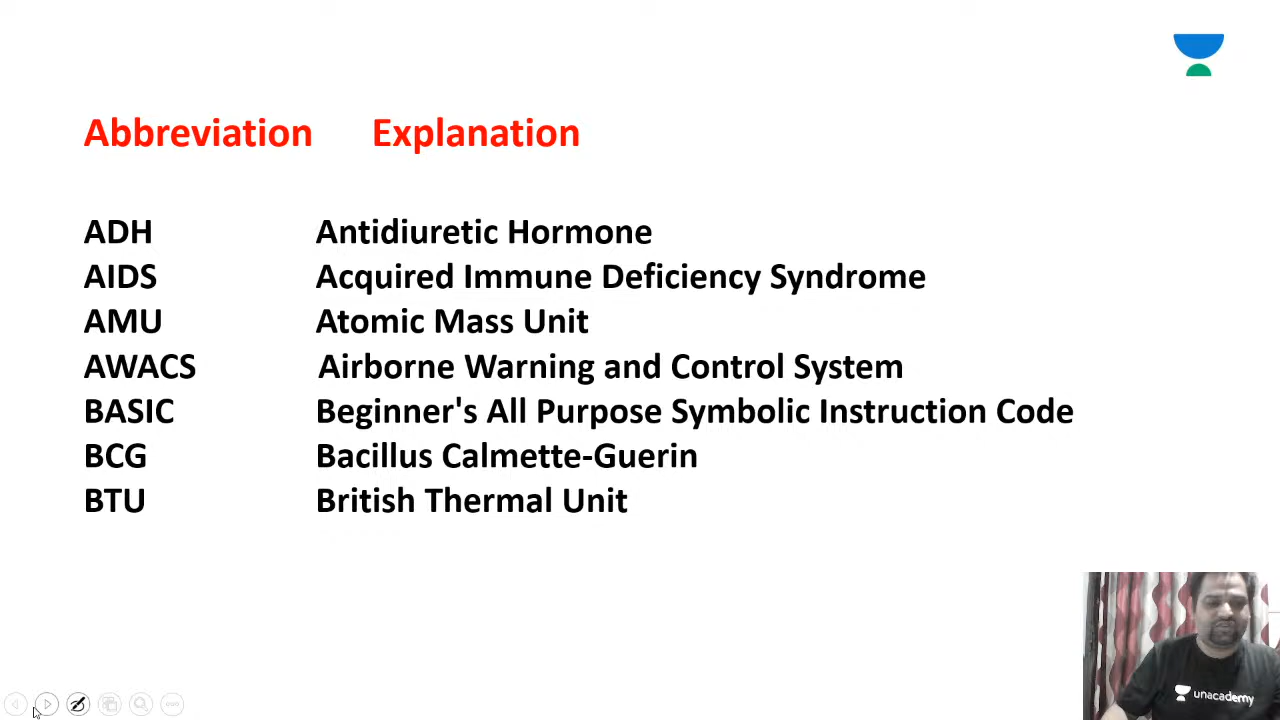 Abbreviation Explanation
ADH Antidiuretic Hormone
AIDS Acquired Immune Deficiency Syndrome
AMU Atomic Mass Unit
AWACS Airborne Warning and Control System
BASIC Beginner's All Purpose Symbolic Instruction Code
BCG Bacillus Calmette-Guerin
BTU British Thermal Unit
unacademy